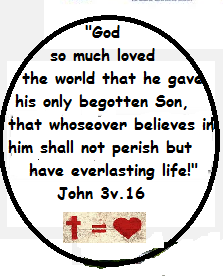 "God
so much loved
the world that he gave
his only begotten Son,
that whoseover believes in
him shall not perish but
have everlasting life!"
John 3v.16
=